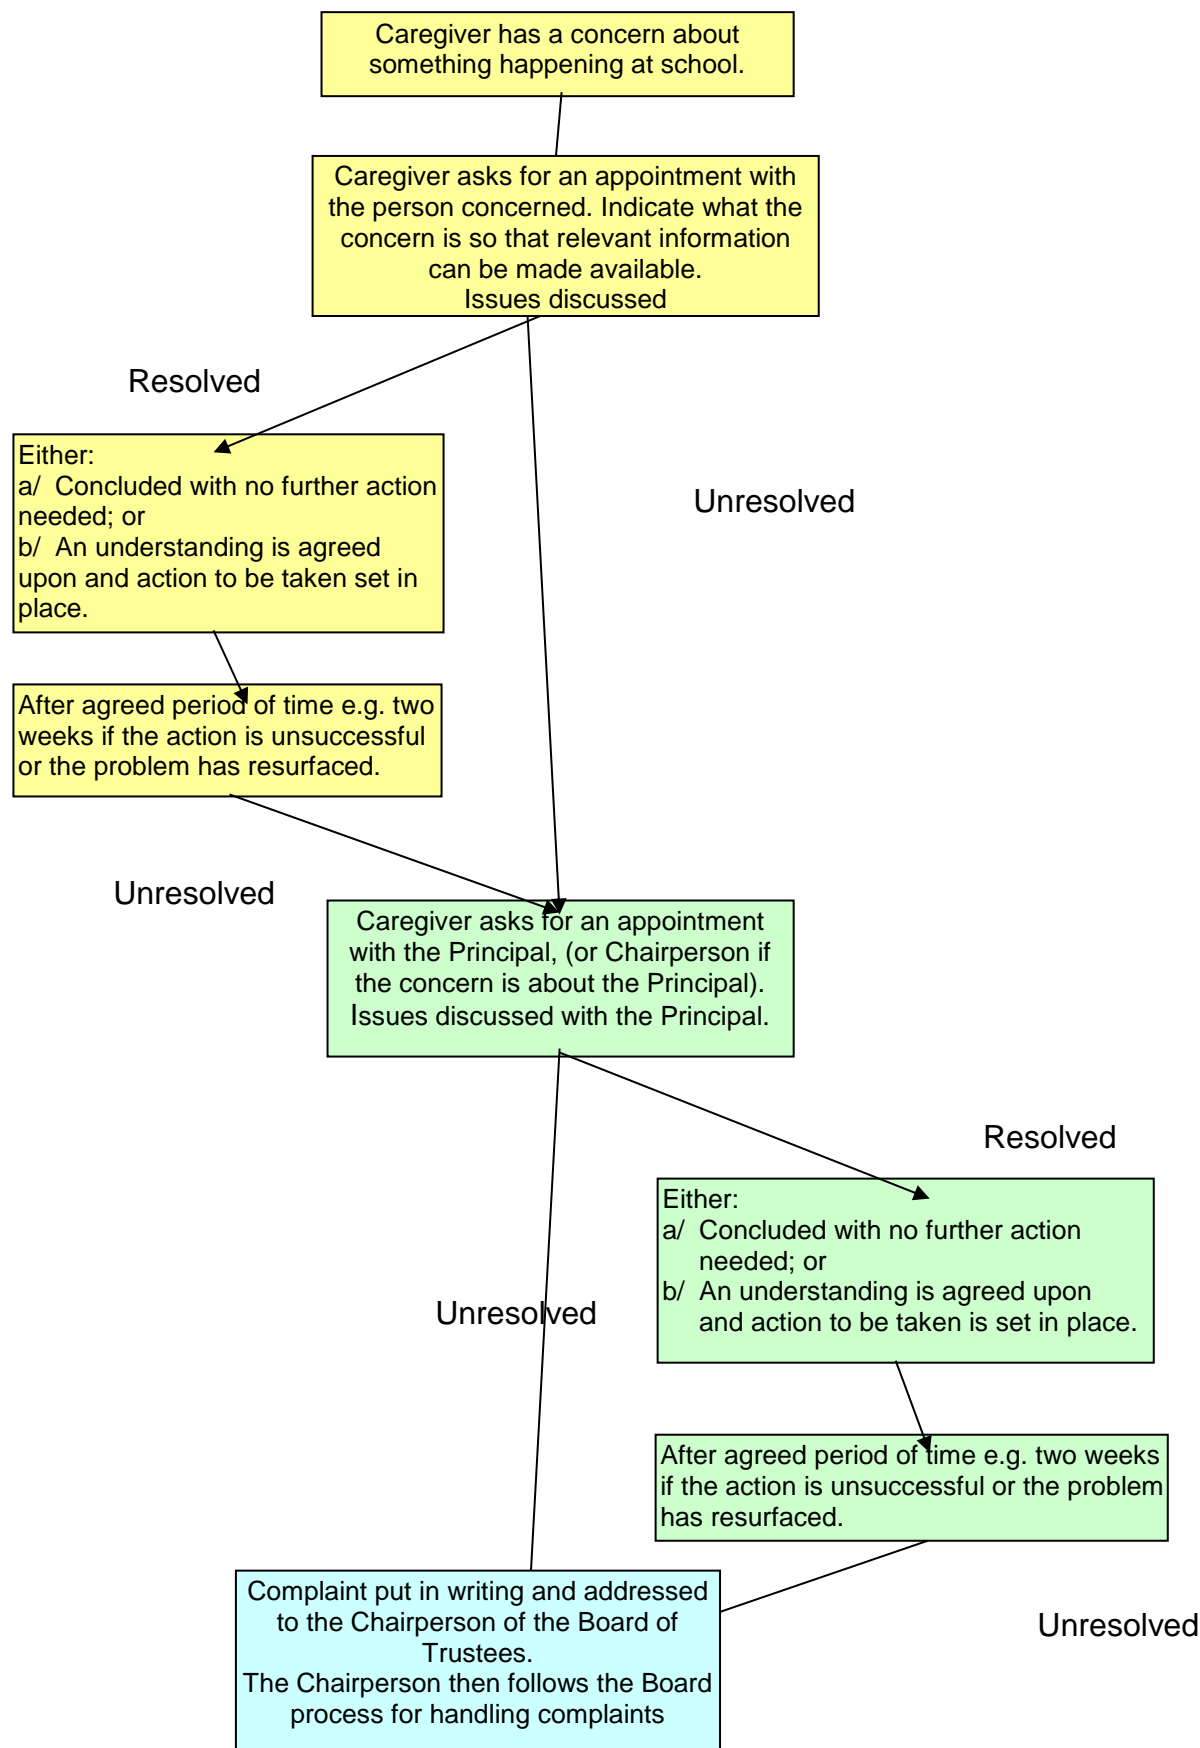 Caregiver has a concern about
something happening at school.
Caregiver asks for an appointment with
the person concerned. Indicate what the
concern is so that relevant information
can be made available.
Issues discussed
Resolved
Either:
a/ Concluded with no further action
needed; or
b/ An understanding is agreed
upon and action to be taken set in
place.
Unresolved
After agreed period of time e.g. two
weeks if the action is unsuccessful
or the problem has resurfaced.
Unresolved
Caregiver asks for an appointment
with the Principal, (or Chairperson if
the concern is about the Principal).
Issues discussed with the Principal.
Resolved
Either:
a/ Concluded with no further action
needed; or
b/ An understanding is agreed upon
and action to be taken is set in place.
Unresolved
After agreed period of time e.g. two weeks
if the action is unsuccessful or the problem
has resurfaced.
Unresolved
Complaint put in writing and addressed
to the Chairperson of the Board of
Trustees.
The Chairperson then follows the Board
process for handling complaints